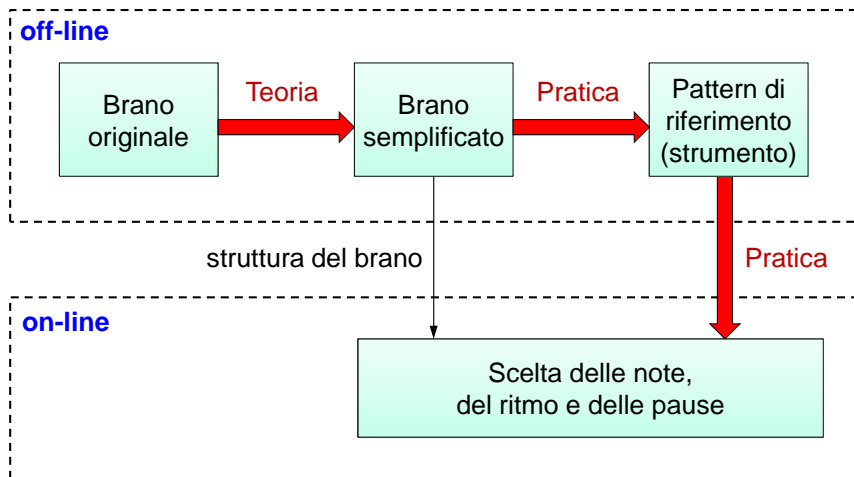 off-line
Brano
originale
Teoria
Brano
semplificato
Pratica
Pattern di
riferimento
(strumento)
struttura del brano
Pratica
on-line
Scelta delle note,
del ritmo e delle pause